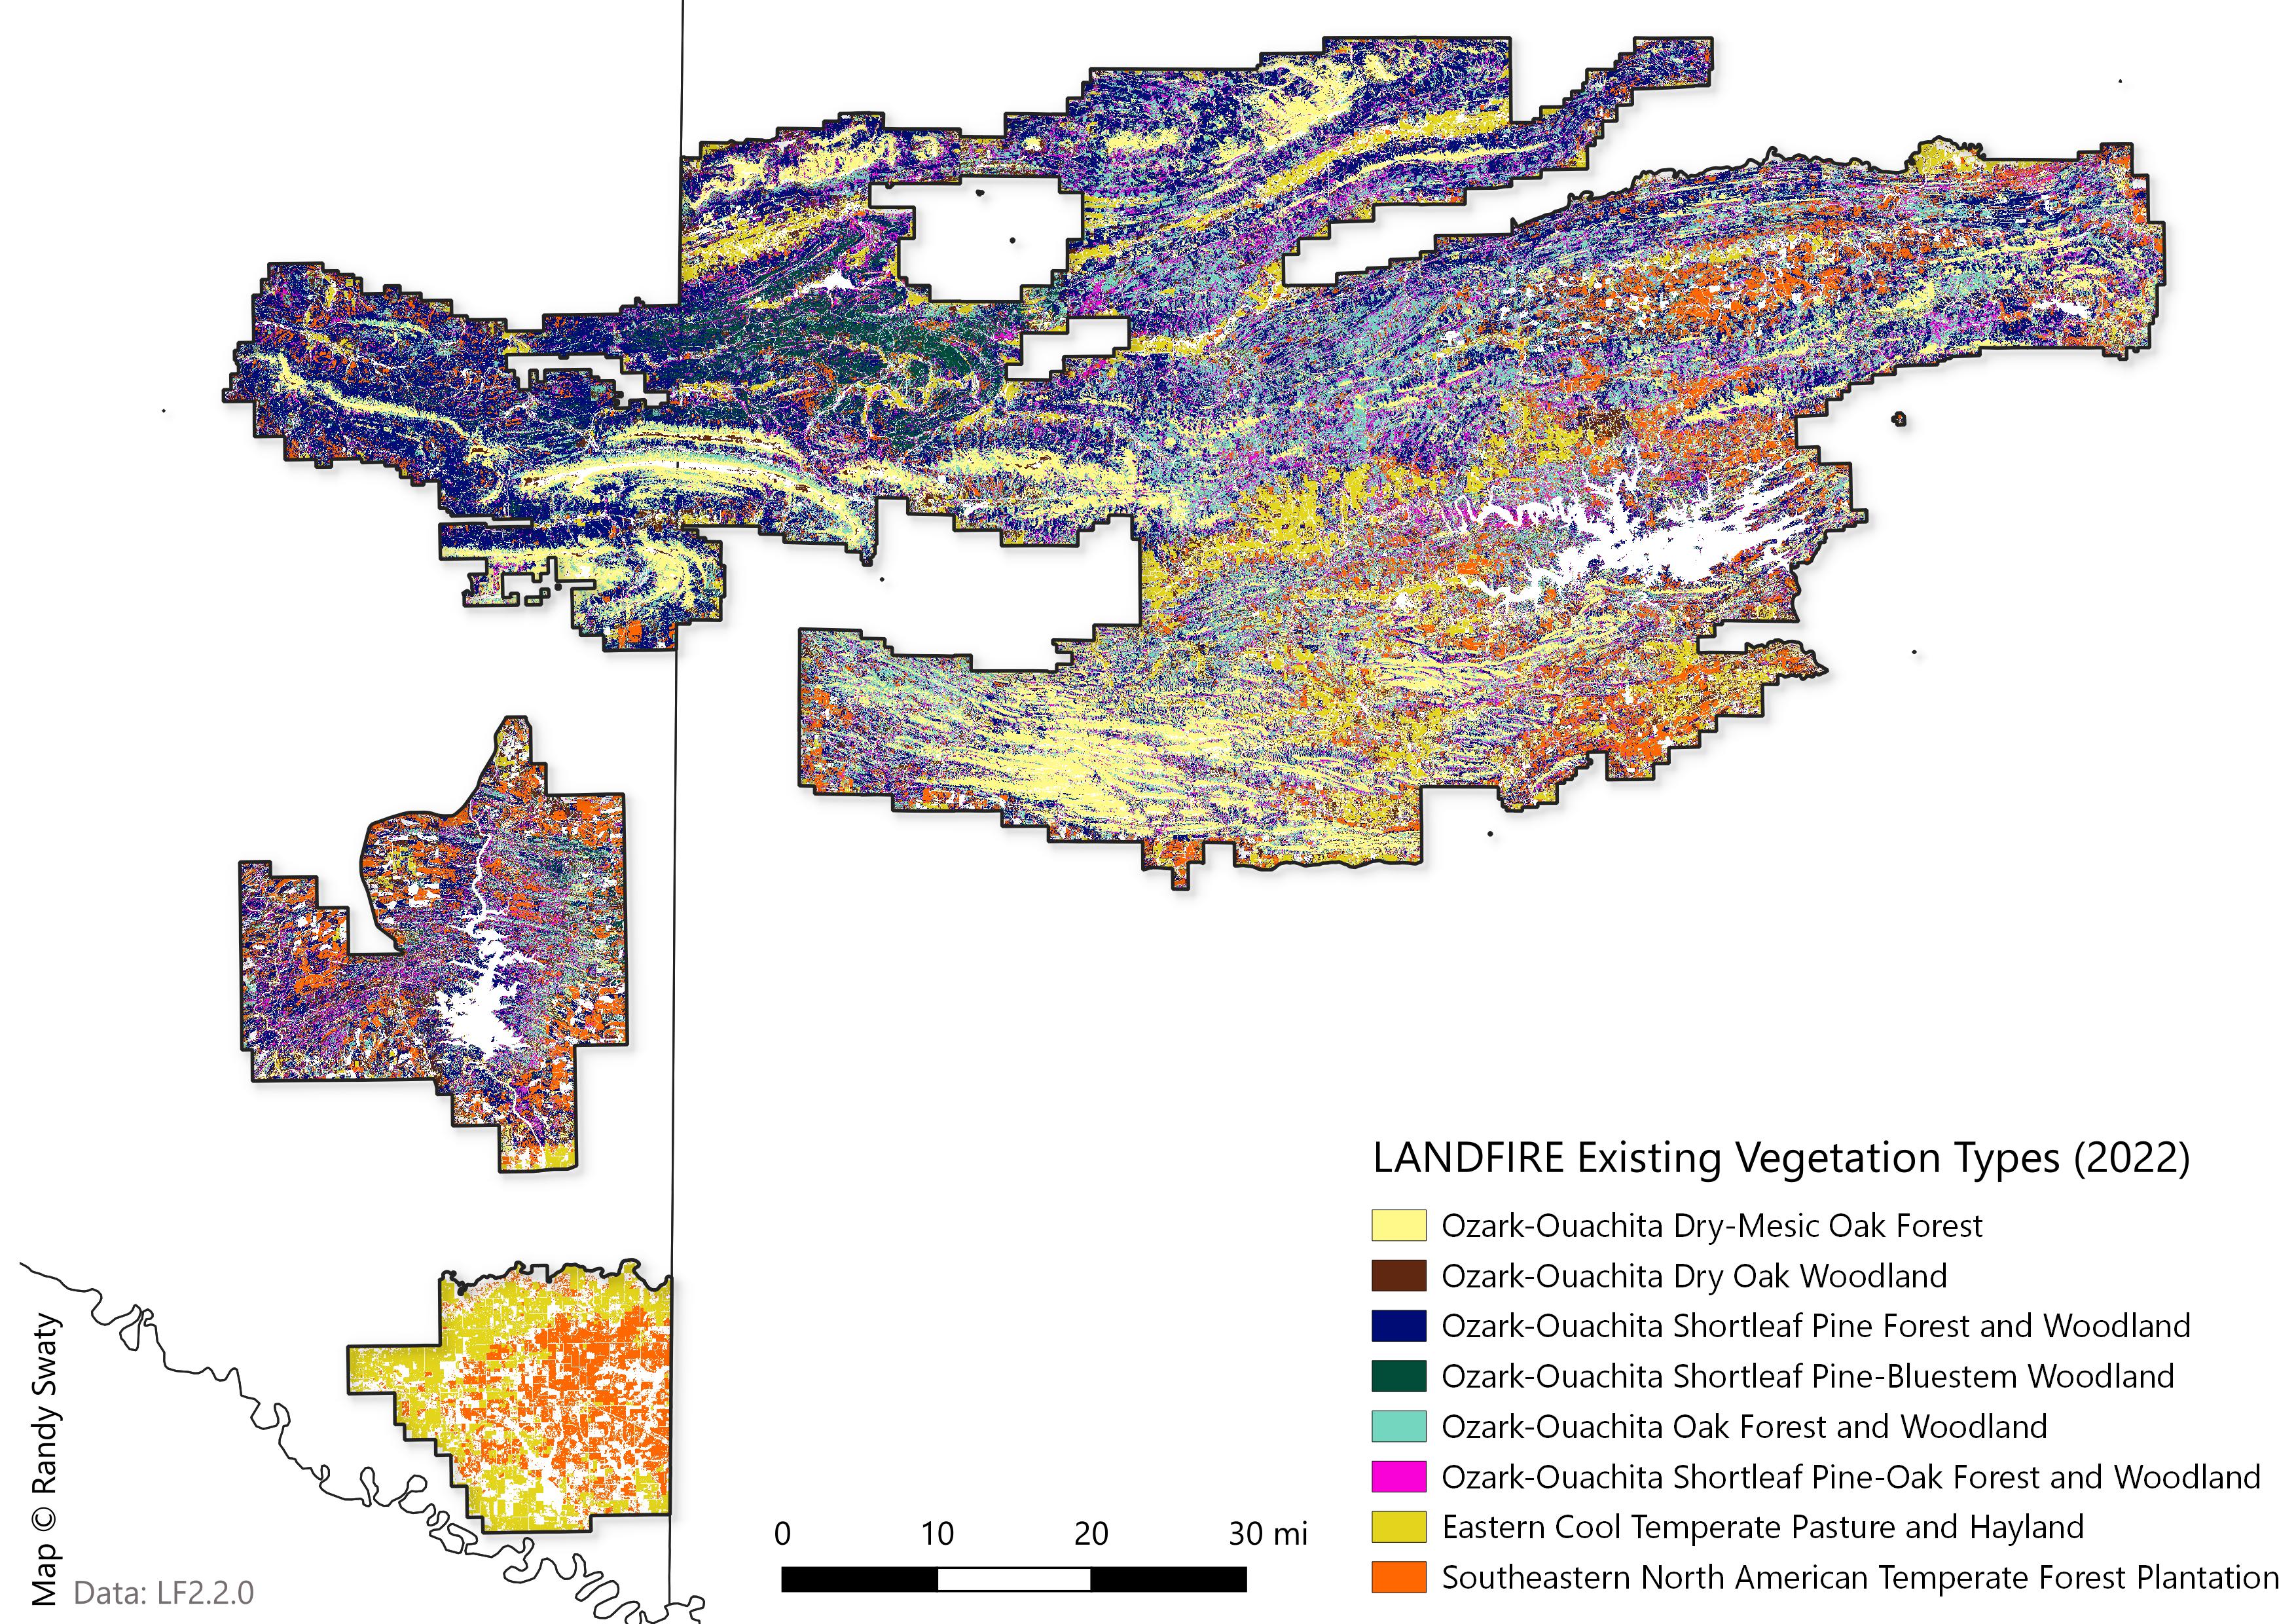 LANDFIRE Existing Vegetation Types (2022)
Ozark-Ouachita Dry-Mesic Oak Forest
Ozark-Ouachita Dry Oak Woodland
Ozark-Ouachita Shortleaf Pine Forest and Woodland
Ozark-Ouachita Shortleaf Pine-Bluestem Woodland
Ozark-Ouachita Oak Forest and Woodland
Ozark-Ouachita Shortleaf Pine-Oak Forest and Woodland
Eastern Cool Temperate Pasture and Hayland
Southeastern North American Temperate Forest Plantation
0 10 20 30 mi
Map © Randy Swaty
Data: LF2.2.0